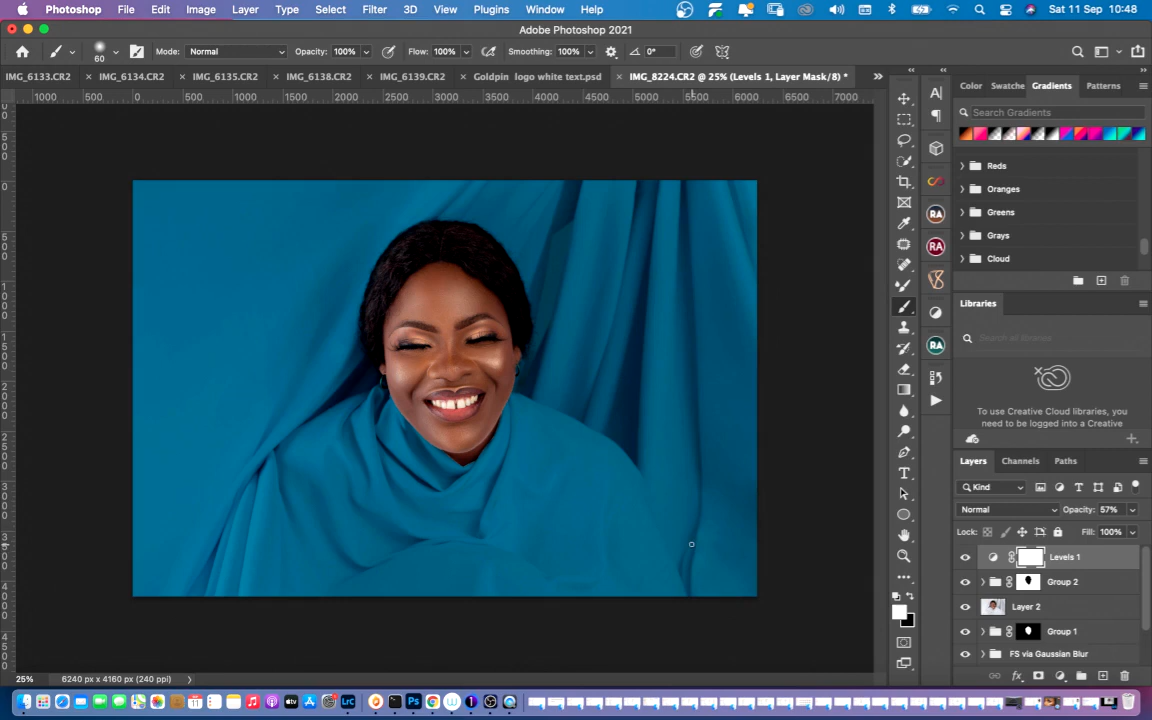 Photoshop File Edit Image Layer Type Select Filter 3D View Plugins Window Help Sat 11 Sep 10:48
Adobe Photoshop 2021
60 Mode: Normal Opacity: 100% Flow: 100% Smoothing: 100% 0°
IMG_6133.CR2 × IMG_6134.CR2 × IMG_6135.CR2 × IMG_6138.CR2 × IMG_6139.CR2 × Goldpin logo white text.psd × IMG_8224.CR2 @ 25% (Levels 1, Layer Mask/8) *
1000 500 0 500 1000 1500 2000 2500 3000 3500 4000 4500 5000 5500 6000 6500 7000
Color Swatche Gradients Patterns
Search Gradients
Reds
Oranges
Greens
Grays
Cloud
Libraries
Search all libraries
To use Creative Cloud libraries, you
need to be logged into a Creative
Layers Channels Paths
Kind
Normal Opacity: 57%
Lock: Fill: 100%
Levels 1
Group 2
Layer 2
Group 1
FS via Gaussian Blur
25% 6240 px x 4160 px (240 ppi)